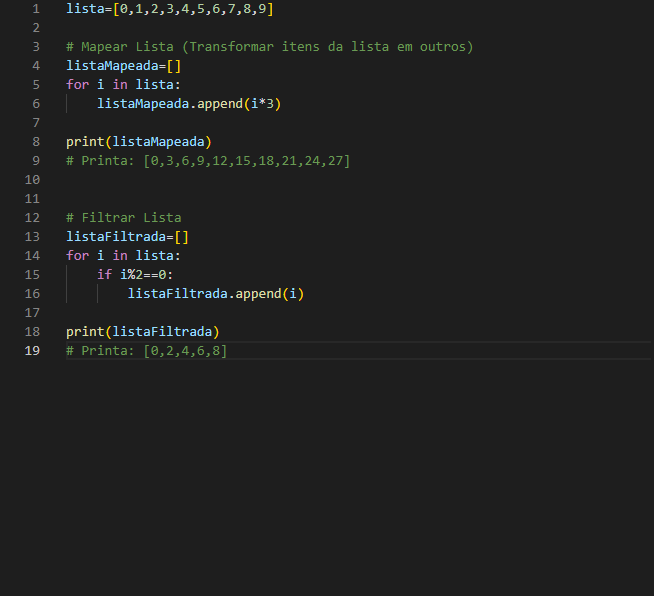 1 lista=[0,1,2,3,4,5,6,7,8,9]
2
3 # Mapear Lista (Transformar itens da lista em outros)
4 listaMapeada=[]
5 for i in lista:
6     listaMapeada.append(i*3)
7
8 print(listaMapeada)
9 # Printa: [0,3,6,9,12,15,18,21,24,27]
10
11
12 # Filtrar Lista
13 listaFiltrada=[]
14 for i in lista:
15     if i%2==0:
16         listaFiltrada.append(i)
17
18 print(listaFiltrada)
19 # Printa: [0,2,4,6,8]